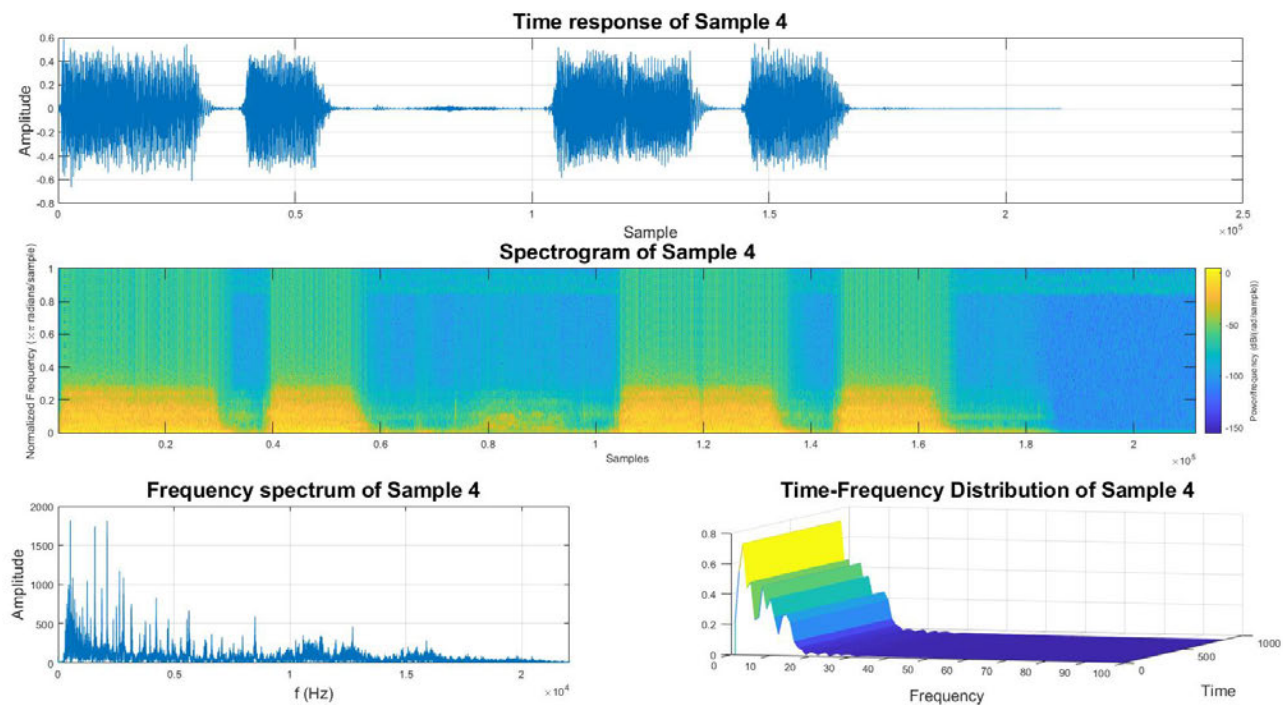 Time response of Sample 4
Amplitude
0.6
0.4
0.2
0
-0.2
-0.4
-0.6
-0.8
0 0.5 1 1.5 2 2.5
Sample
×10⁵
Spectrogram of Sample 4
Normalized Frequency (×π radians/sample)
1
0.8
0.6
0.4
0.2
0
0.2 0.4 0.6 0.8 1 1.2 1.4 1.6 1.8 2
Samples
×10⁵
0
-50
-100
-150
Power/frequency (dB/(rad/sample))
Frequency spectrum of Sample 4
Amplitude
2000
1500
1000
500
0
0 0.5 1 1.5 2
f (Hz)
×10⁴
Time-Frequency Distribution of Sample 4
0.8
0.6
0.4
0.2
0
0 10 20 30 40 50 60 70 80 90 100
Frequency
0 500 1000
Time